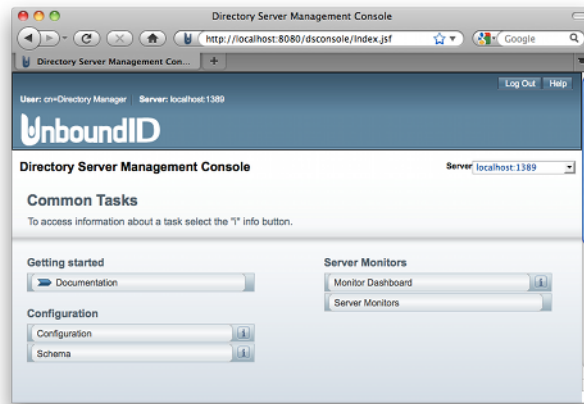 Directory Server Management Console
http://localhost:8080/dsconsole/index.jsf
Google
Directory Server Management Con...
+
Log Out Help
User: cn=Directory Manager Server: localhost:1389
UnboundID
Directory Server Management Console
Server localhost:1389
Common Tasks
To access information about a task select the "i" info button.
Getting started
Documentation
Configuration
Configuration i
Schema i
Server Monitors
Monitor Dashboard i
Server Monitors